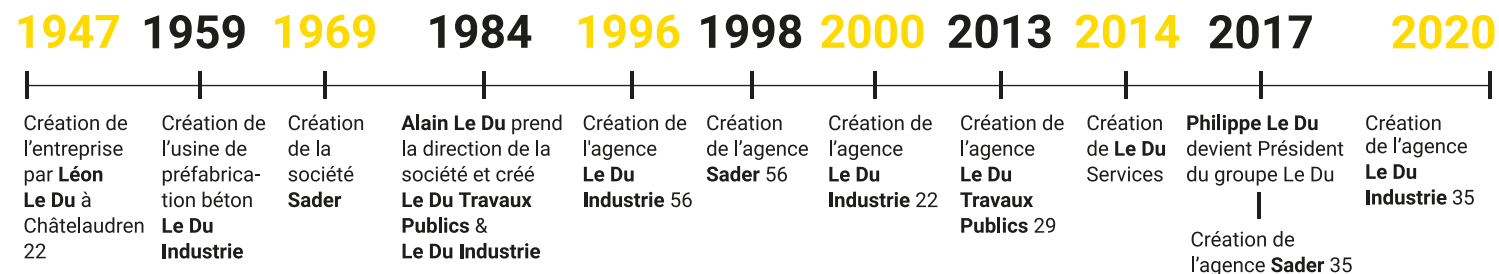 1947 1959 1969 1984 1996 1998 2000 2013 2014 2017 2020
Création de
l’entreprise
par Léon
Le Du à
Châtelaudren
22
Création de
l’usine de
préfabrica-
tion béton
Le Du
Industrie
Création
de la
société
Sader
Alain Le Du prend
la direction de la
société et créé
Le Du Travaux
Publics &
Le Du Industrie
Création de
l'agence
Le Du
Industrie 56
Création
de l’agence
Sader 56
Création de
l’agence
Le Du
Industrie 22
Création de
l’agence
Le Du
Travaux
Publics 29
Création
de Le Du
Services
Philippe Le Du
devient Président
du groupe Le Du
Création de
l’agence Sader 35
Création
de l’agence
Le Du
Industrie 35